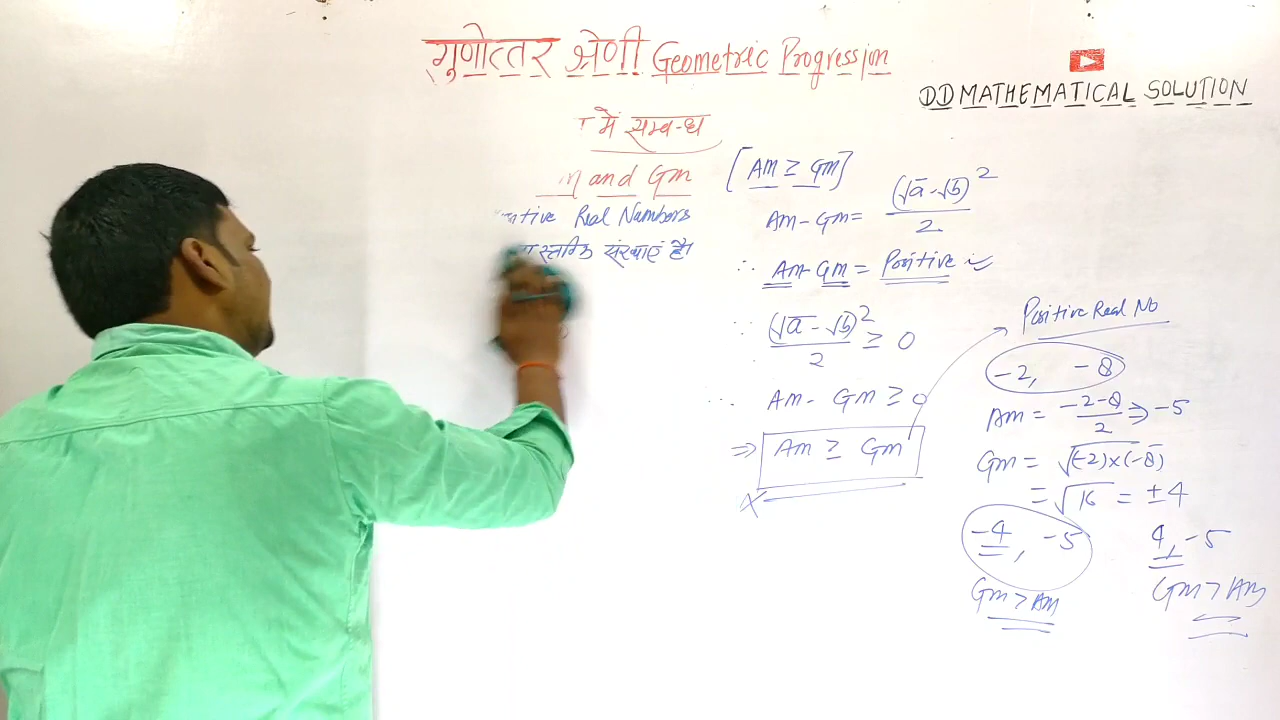 गुणोत्तर श्रेणी Geometric Progression
DD MATHEMATICAL SOLUTION
में सम्बन्ध
and Gm
Real Numbers
संख्याएं है।
[Am ≥ Gm]
Am - Gm = (√a - √b)² / 2
∴ Am - Gm = Positive
∵ (√a - √b)² / 2 ≥ 0
∴ Am - Gm ≥ 0
⇒ Am ≥ Gm
Positive Real No
-2, -8
Am = (-2-8)/2 ⇒ -5
Gm = √(-2)×(-8)
= √16 = ±4
-4, -5
Gm > Am
4, -5
Gm > Am